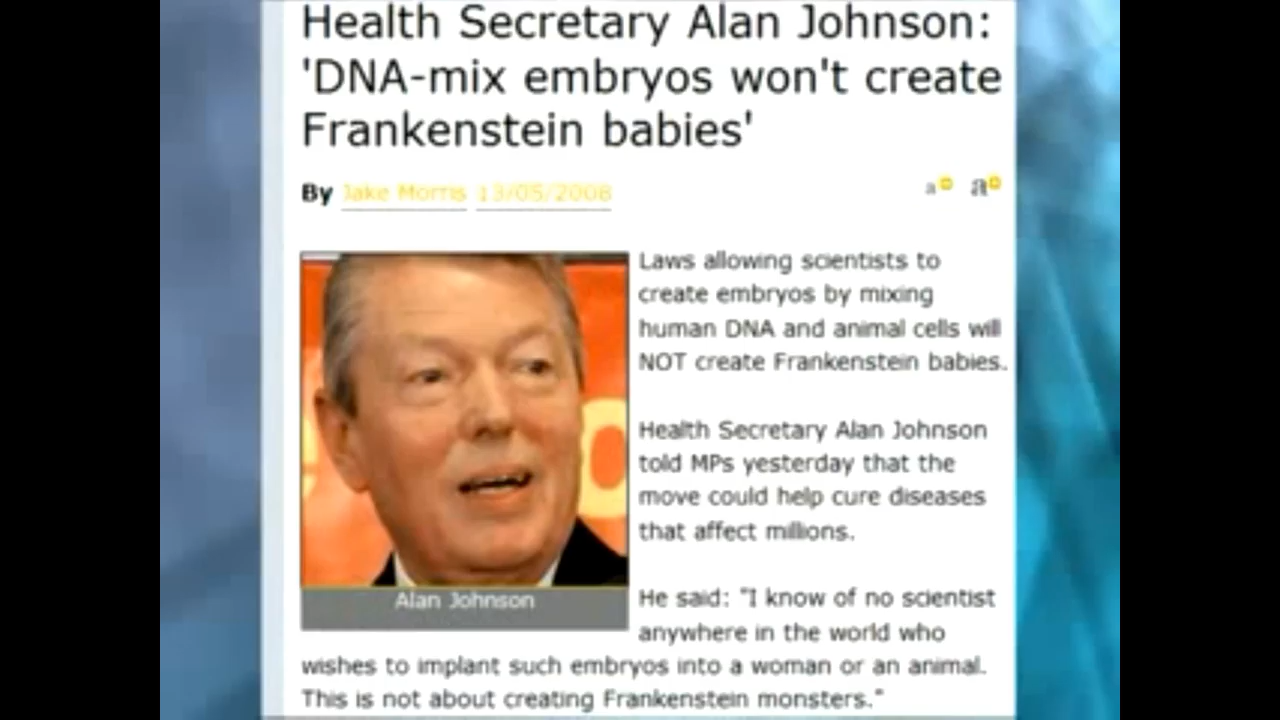 Health Secretary Alan Johnson:
'DNA-mix embryos won't create
Frankenstein babies'
By Jake Morris 13/05/2008
a a
Laws allowing scientists to
create embryos by mixing
human DNA and animal cells will
NOT create Frankenstein babies.
Health Secretary Alan Johnson
told MPs yesterday that the
move could help cure diseases
that affect millions.
Alan Johnson
He said: "I know of no scientist
anywhere in the world who
wishes to implant such embryos into a woman or an animal.
This is not about creating Frankenstein monsters."